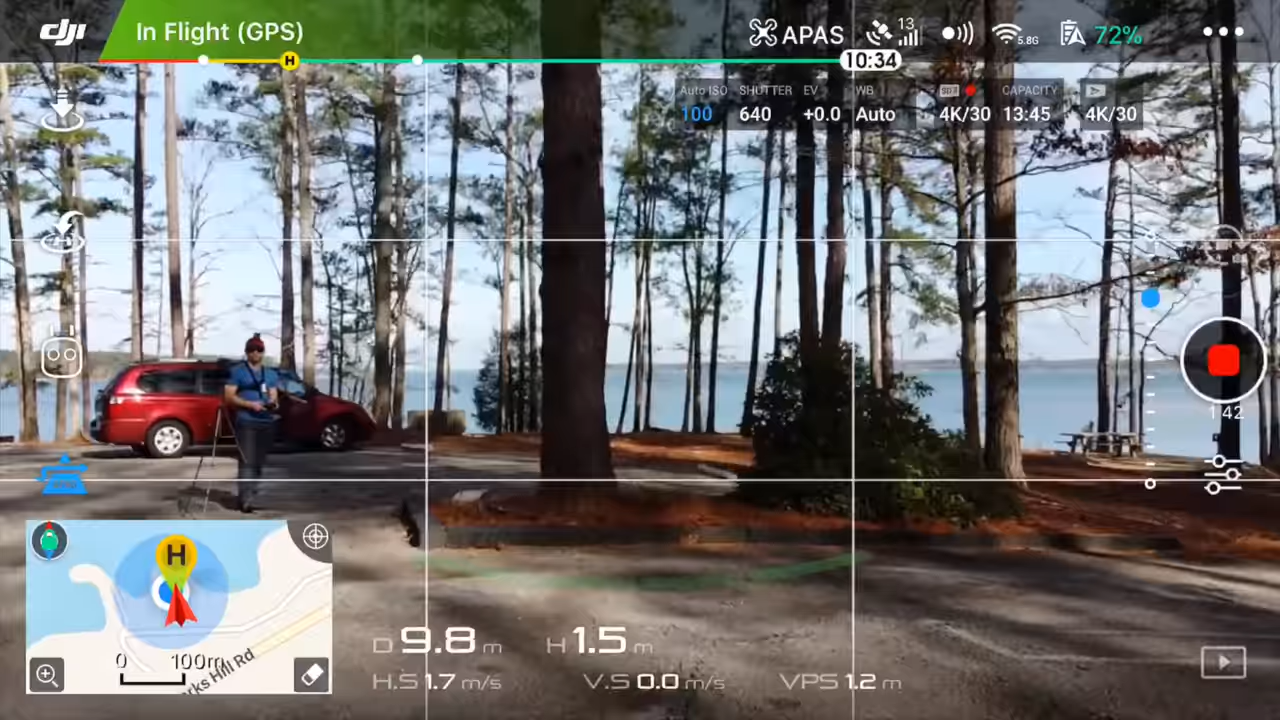 dji In Flight (GPS) APAS 13 5.8G 72%
H 10:34
Auto ISO SHUTTER EV WB CAPACITY
100 640 +0.0 Auto 4K/30 13:45 4K/30
H
1:42
H
0 100m
rks Hill Rd
D 9.8 m H 1.5 m
H.S 1.7 m/s V.S 0.0 m/s VPS 1.2 m